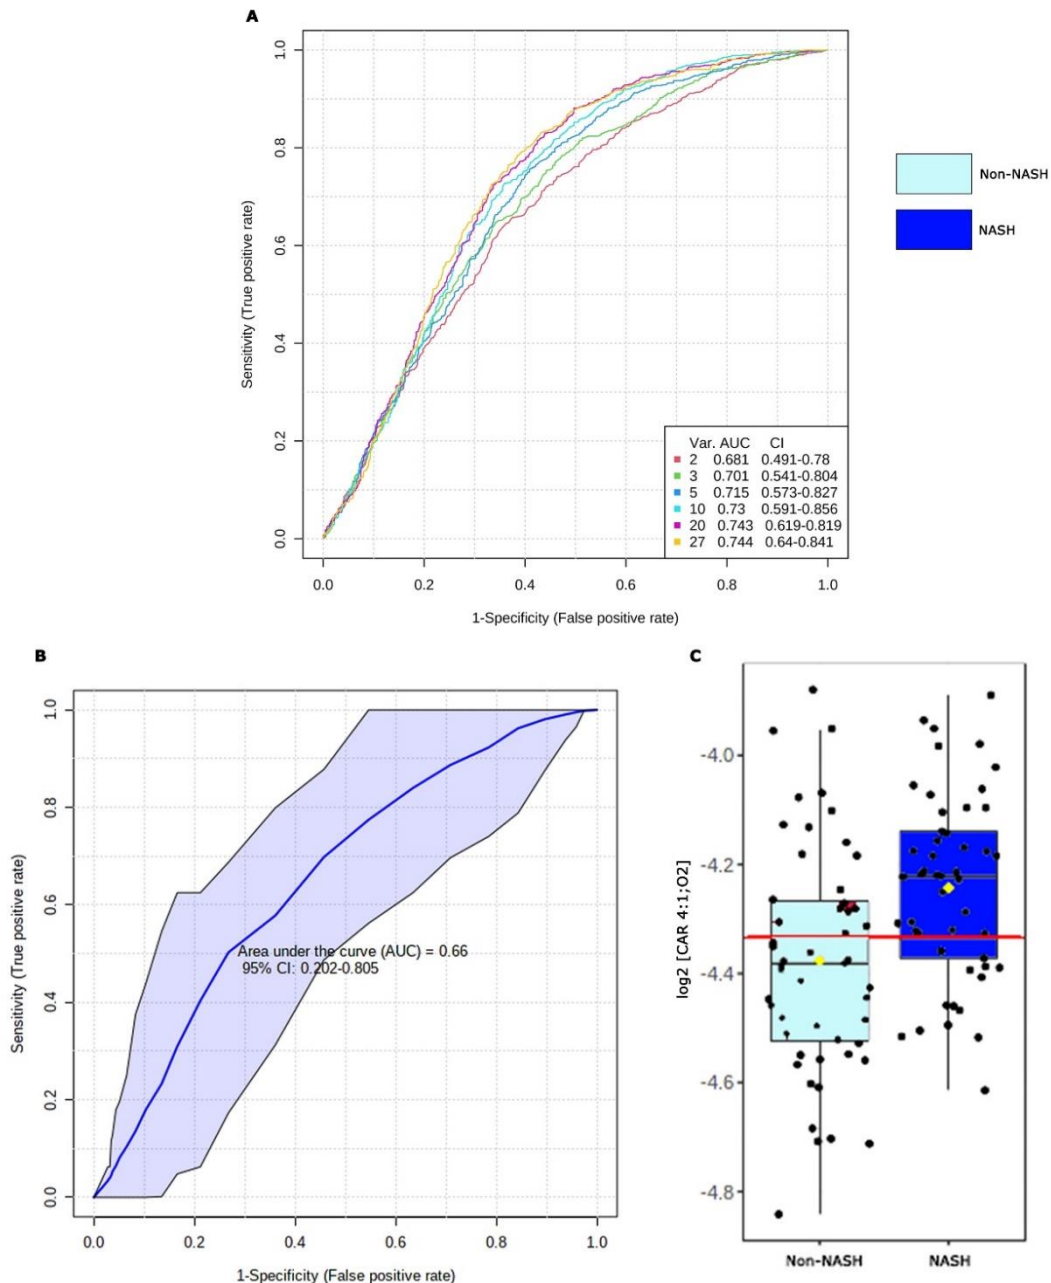 A
Sensitivity (True positive rate)
1.0
0.8
0.6
0.4
0.2
0.0
Var. AUC CI
2 0.681 0.491-0.78
3 0.701 0.541-0.804
5 0.715 0.573-0.827
10 0.73 0.591-0.856
20 0.743 0.619-0.819
27 0.744 0.64-0.841
0.0 0.2 0.4 0.6 0.8 1.0
1-Specificity (False positive rate)
Non-NASH
NASH
B
Sensitivity (True positive rate)
1.0
0.8
0.6
0.4
0.2
0.0
Area under the curve (AUC) = 0.66
95% CI: 0.202-0.805
0.0 0.2 0.4 0.6 0.8 1.0
1-Specificity (False positive rate)
C
log2 [CAR 4:1;O2]
-4.0
-4.2
-4.4
-4.6
-4.8
Non-NASH NASH